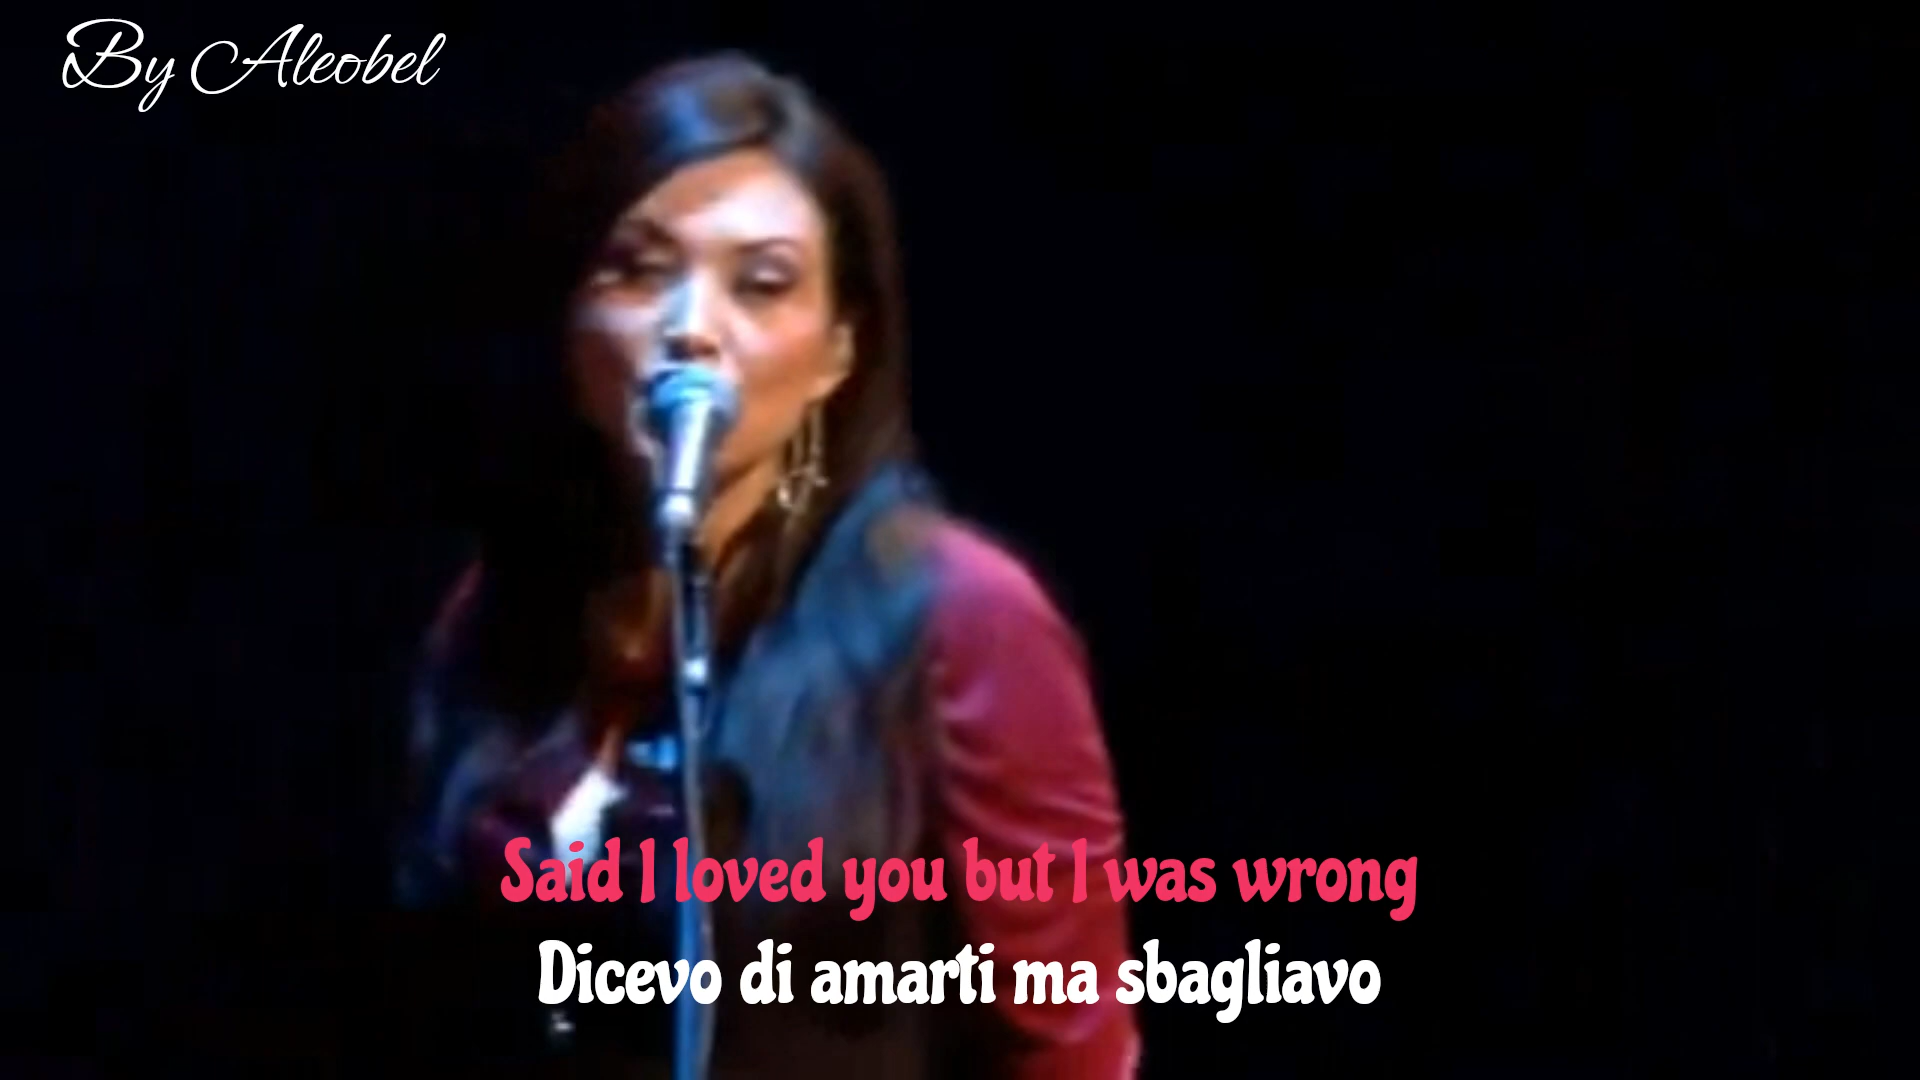 By Aleobel
Said I loved you but I was wrong
Dicevo di amarti ma sbagliavo